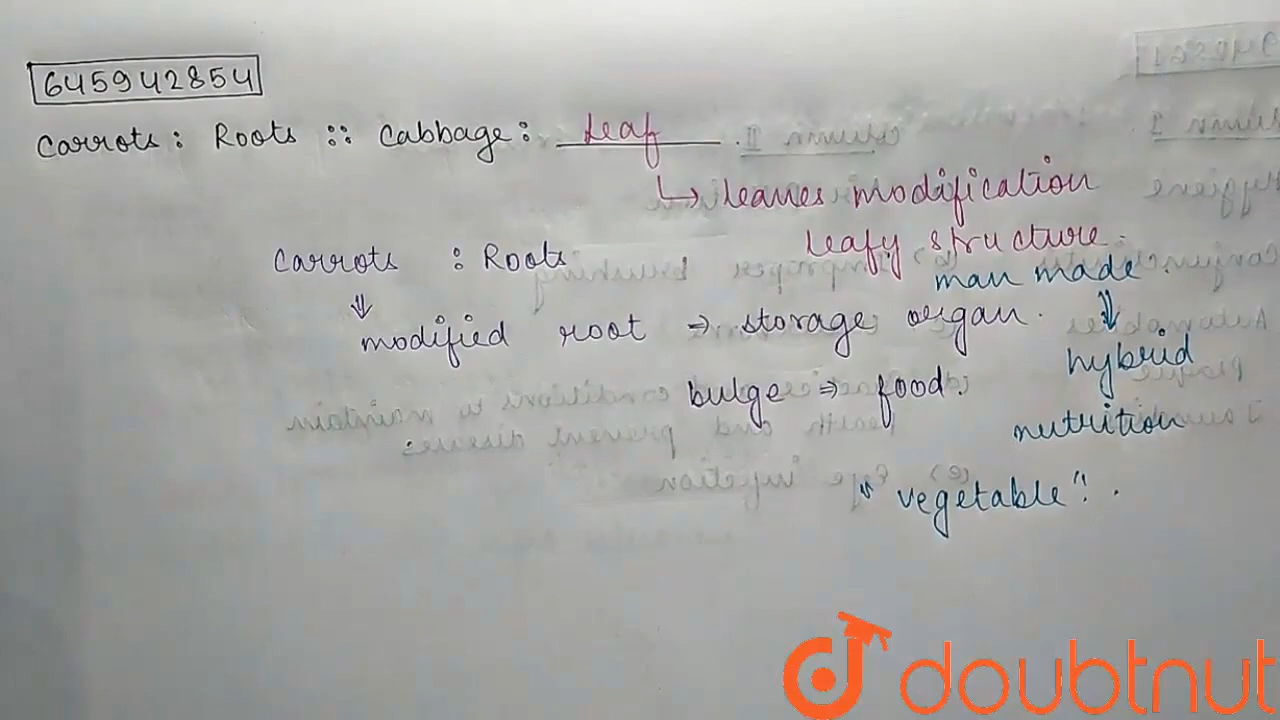 645942854
Carrots : Roots :: Cabbage : Leaf.
↳ leaves modification
leafy structure.
man made.
Carrots : Roots
⇓
modified root ⇒ storage organ.
⇓
hybrid
bulge ⇒ food.
nutrition
"vegetable".
doubtnut